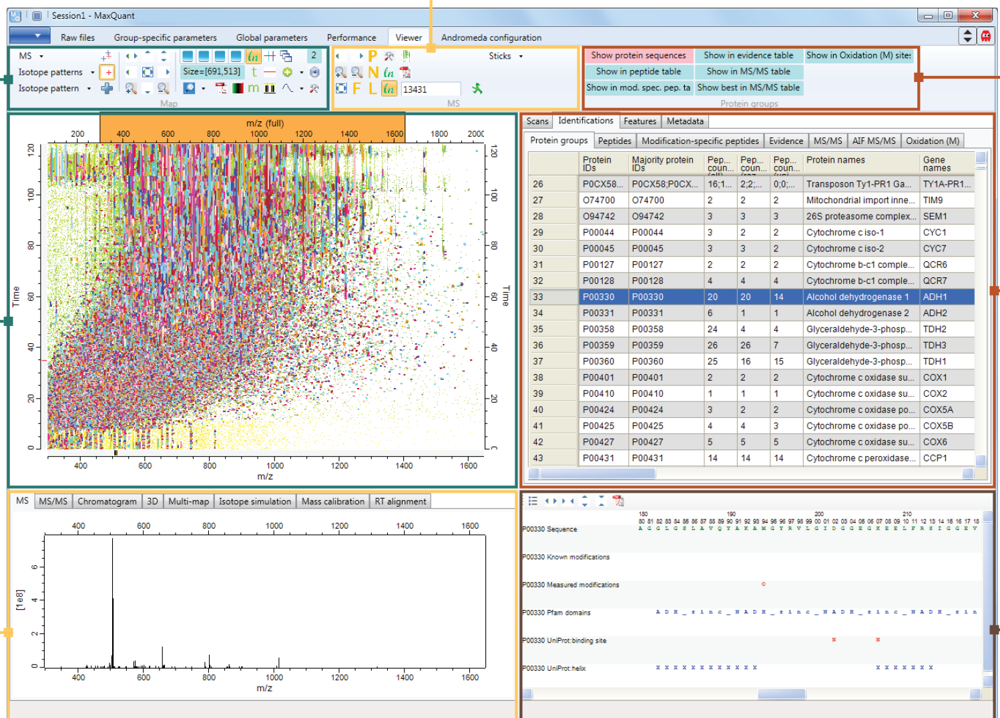 Session1 - MaxQuant
Raw files Group-specific parameters Global parameters Performance Viewer Andromeda configuration
MS
Isotope patterns
Isotope pattern
Size=[691,513]
2
t
m
Map
P
N
F L
13431
Sticks
MS
Show protein sequences Show in evidence table Show in Oxidation (M) sites
Show in peptide table Show in MS/MS table
Show in mod. spec. pep. ta Show best in MS/MS table
Protein groups
m/z (full)
200 400 600 800 1000 1200 1400 1600 1800 2000
120
100
80
60
40
20
0
Time
120
100
80
60
40
20
Time
400 600 800 1000 1200 1400 1600
m/z
Scans Identifications Features Metadata
Protein groups Peptides Modification-specific peptides Evidence MS/MS AIF MS/MS Oxidation (M)
Protein IDs Majority protein IDs Pep... coun... Pep... coun... Pep... coun... Protein names Gene names
26 P0CX58... P0CX58;P0CX... 16;1... 2;2;... 0;0;... Transposon Ty1-PR1 Ga... TY1A-PR1...
27 O74700 O74700 2 2 2 Mitochondrial import inne... TIM9
28 O94742 O94742 3 3 3 26S proteasome complex... SEM1
29 P00044 P00044 3 2 2 Cytochrome c iso-1 CYC1
30 P00045 P00045 3 3 2 Cytochrome c iso-2 CYC7
31 P00127 P00127 2 2 2 Cytochrome b-c1 comple... QCR6
32 P00128 P00128 4 4 4 Cytochrome b-c1 comple... QCR7
33 P00330 P00330 20 20 14 Alcohol dehydrogenase 1 ADH1
34 P00331 P00331 6 1 1 Alcohol dehydrogenase 2 ADH2
35 P00358 P00358 24 4 4 Glyceraldehyde-3-phosp... TDH2
36 P00359 P00359 26 26 7 Glyceraldehyde-3-phosp... TDH3
37 P00360 P00360 25 16 15 Glyceraldehyde-3-phosp... TDH1
38 P00401 P00401 2 2 2 Cytochrome c oxidase su... COX1
39 P00410 P00410 1 1 1 Cytochrome c oxidase su... COX2
40 P00424 P00424 3 2 2 Cytochrome c oxidase po... COX5A
41 P00425 P00425 4 4 3 Cytochrome c oxidase po... COX5B
42 P00427 P00427 5 5 5 Cytochrome c oxidase su... COX6
43 P00431 P00431 14 14 14 Cytochrome c peroxidase... CCP1
MS MS/MS Chromatogram 3D Multi-map Isotope simulation Mass calibration RT alignment
400 600 800 1000 1200 1400 1600
6
4
2
0
[1e8]
400 600 800 1000 1200 1400 1600
m/z
180 190 200 210
80 81 82 83 84 85 86 87 88 89 90 91 92 93 94 95 96 97 98 99 00 01 02 03 04 05 06 07 08 09 10 11 12 13 14 15 16 17 18
P00330 Sequence A G G L G S L A V Q Y A K A M G Y R V L G I D G G E G K E E L F R S I G G E V
P00330 Known modifications
P00330 Measured modifications O
P00330 Pfam domains A D H _ z i n c _ N A D H _ z i n c _ N A D H _ z i n c _ N A D H _ z i n
P00330 UniProt:binding site N N
P00330 UniProt:helix X X X X X X X X X X X X X X X X X X X